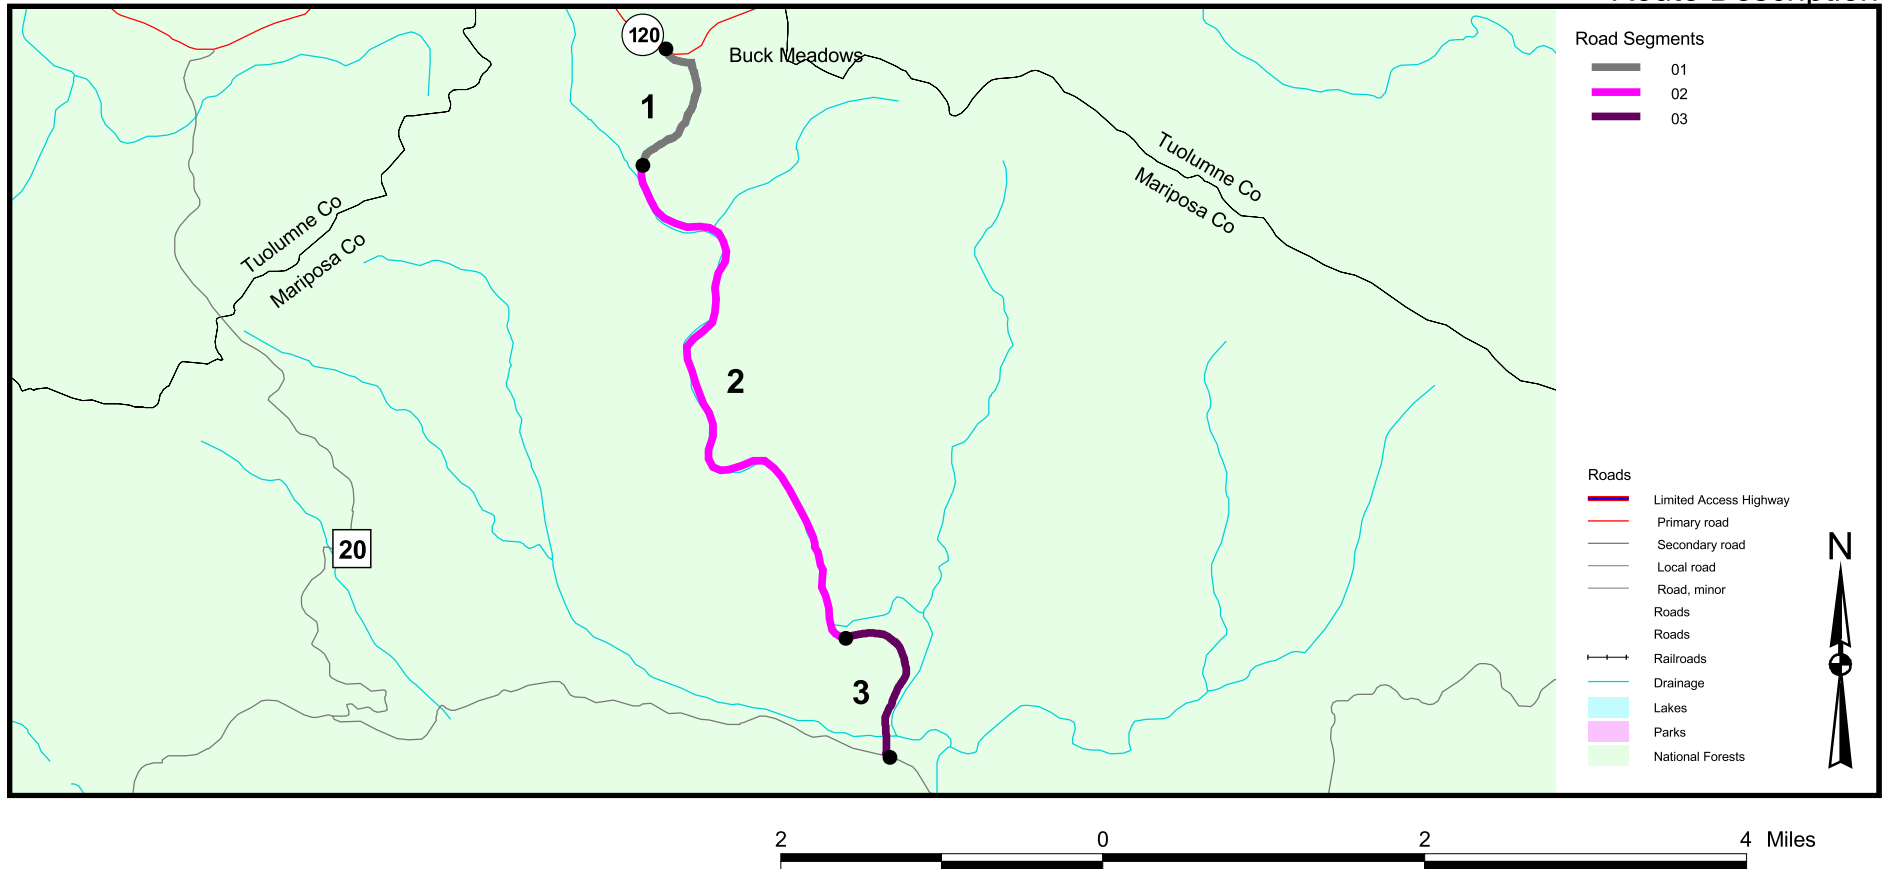 Route Description
120
Buck Meadows
1
Tuolumne Co
Mariposa Co
Tuolumne Co
Mariposa Co
2
20
3
Road Segments
01
02
03
Roads
Limited Access Highway
Primary road
Secondary road
Local road
Road, minor
Roads
Roads
Railroads
Drainage
Lakes
Parks
National Forests
N
2 0 2 4 Miles